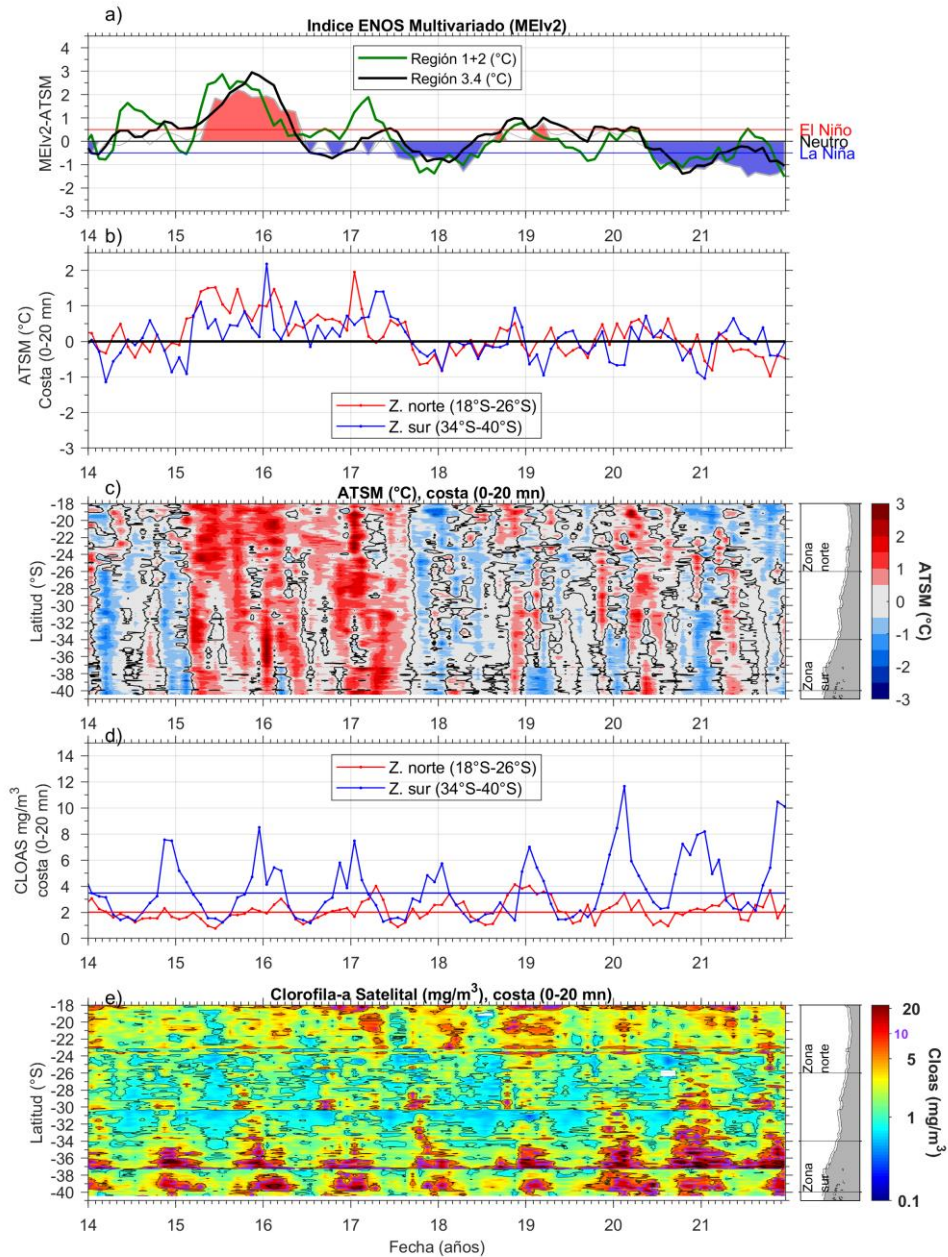 a)
Indice ENOS Multivariado (MEIv2)
4
3
2
1
0
-1
-2
-3
MEIv2-ATSM
Región 1+2 (°C)
Región 3.4 (°C)
El Niño
Neutro
La Niña
14 15 16 17 18 19 20 21
b)
2
1
0
-1
-2
-3
ATSM (°C)
Costa (0-20 mn)
Z. norte (18°S-26°S)
Z. sur (34°S-40°S)
14 15 16 17 18 19 20 21
c)
ATSM (°C), costa (0-20 mn)
-18
-20
-22
-24
-26
-28
-30
-32
-34
-36
-38
-40
Latitud (°S)
14 15 16 17 18 19 20 21
Zona
norte
Zona
sur
3
2
1
0
-1
-2
-3
ATSM (°C)
d)
14
12
10
8
6
4
2
0
CLOAS mg/m³
costa (0-20 mn)
Z. norte (18°S-26°S)
Z. sur (34°S-40°S)
14 15 16 17 18 19 20 21
e)
Clorofila-a Satelital (mg/m³), costa (0-20 mn)
-18
-20
-22
-24
-26
-28
-30
-32
-34
-36
-38
-40
Latitud (°S)
14 15 16 17 18 19 20 21
Fecha (años)
Zona
norte
Zona
sur
20
10
5
1
0.1
Cloas (mg/m³)